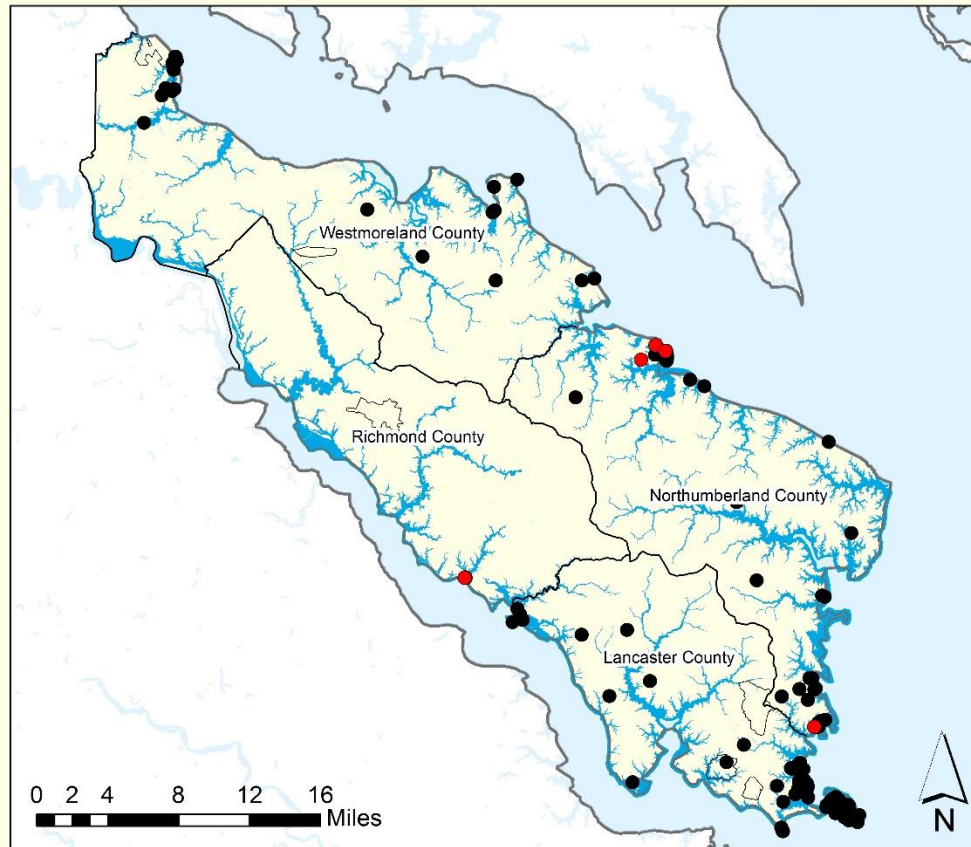 Westmoreland County
Richmond County
Northumberland County
Lancaster County
0 2 4 8 12 16
Miles
N